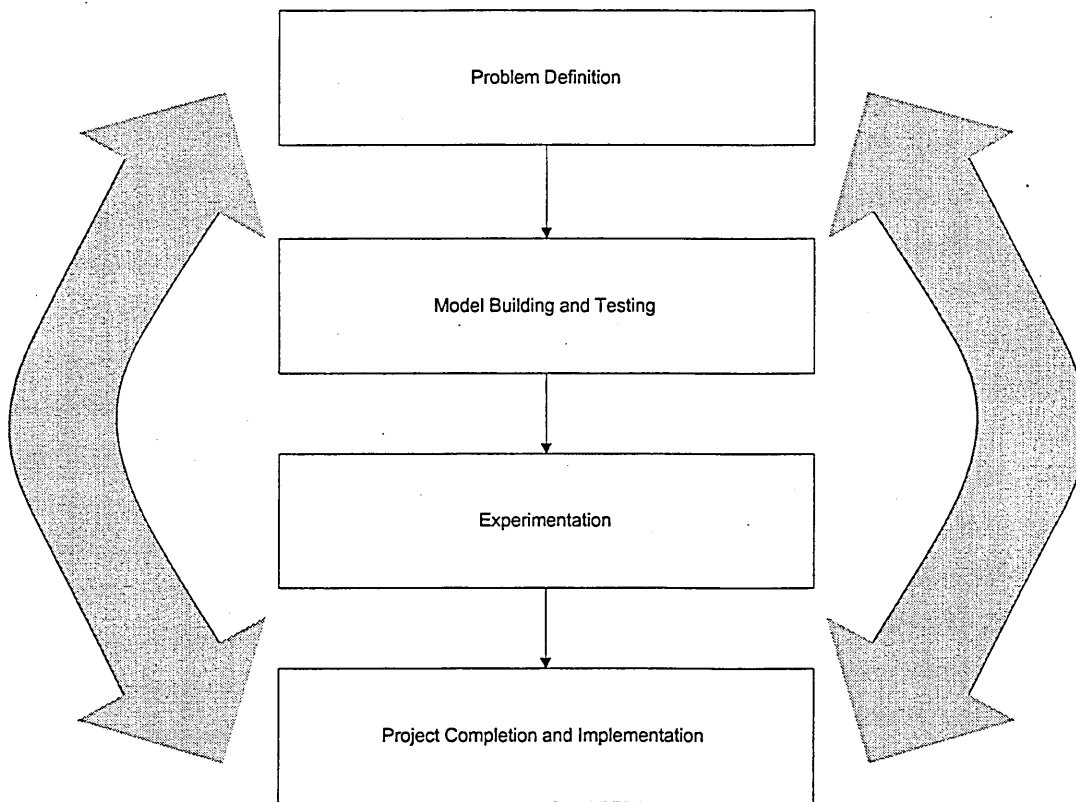 Problem Definition
Model Building and Testing
Experimentation
Project Completion and Implementation